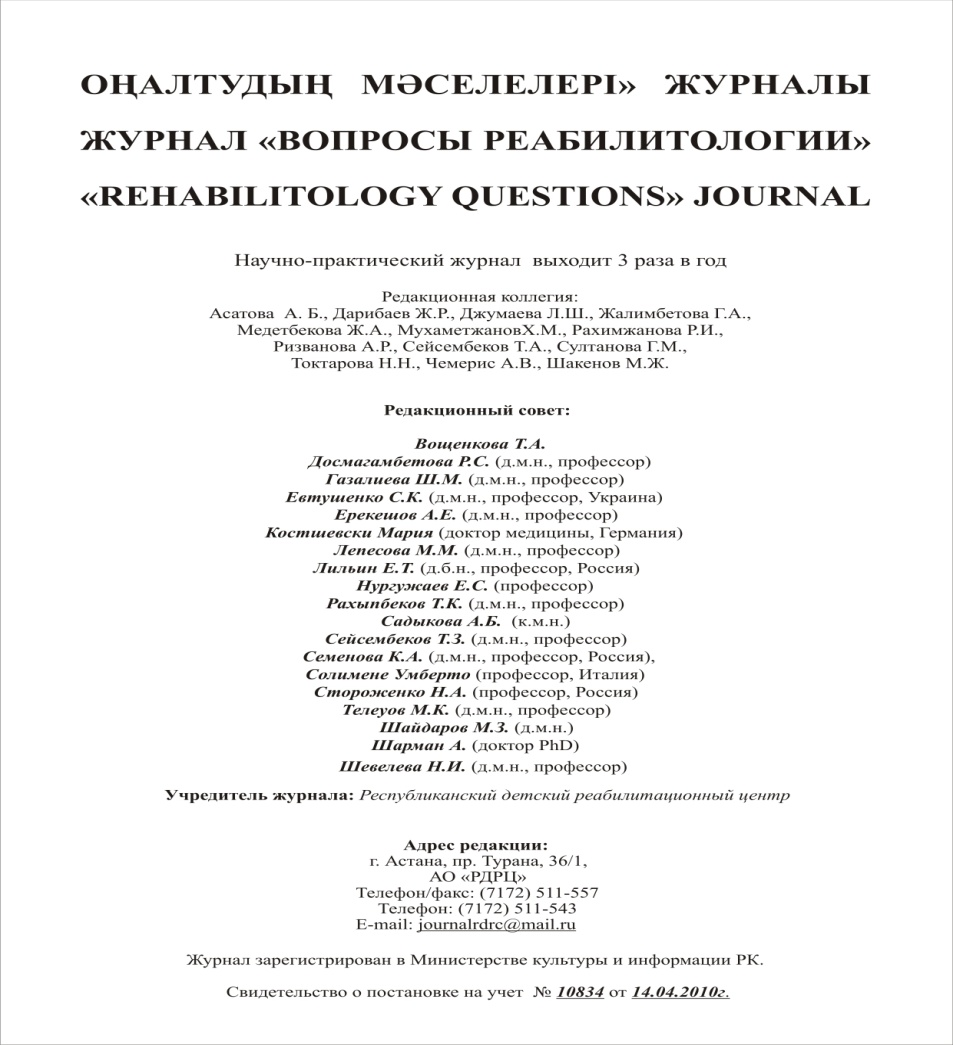 ОҢАЛТУДЫҢ МӘСЕЛЕЛЕРІ» ЖУРНАЛЫ
ЖУРНАЛ «ВОПРОСЫ РЕАБИЛИТОЛОГИИ»
«REHABILITOLOGY QUESTIONS» JOURNAL
Научно-практический журнал выходит 3 раза в год
Редакционная коллегия:
Асатова А. Б., Дарибаев Ж.Р., Джумаева Л.Ш., Жалимбетова Г.А.,
Медетбекова Ж.А., МухаметжановХ.М., Рахимжанова Р.И.,
Ризванова А.Р., Сейсембеков Т.А., Султанова Г.М.,
Токтарова Н.Н., Чемерис А.В., Шакенов М.Ж.
Редакционный совет:
Вощенкова Т.А.
Досмагамбетова Р.С. (д.м.н., профессор)
Газалиева Ш.М. (д.м.н., профессор)
Евтушенко С.К. (д.м.н., профессор, Украина)
Ерекешов А.Е. (д.м.н., профессор)
Костшевски Мария (доктор медицины, Германия)
Лепесова М.М. (д.м.н., профессор)
Лильин Е.Т. (д.б.н., профессор, Россия)
Нургужаев Е.С. (профессор)
Рахыпбеков Т.К. (д.м.н., профессор)
Садыкова А.Б. (к.м.н.)
Сейсембеков Т.З. (д.м.н., профессор)
Семенова К.А. (д.м.н., профессор, Россия),
Солимене Умберто (профессор, Италия)
Стороженко Н.А. (профессор, Россия)
Телеуов М.К. (д.м.н., профессор)
Шайдаров М.З. (д.м.н.)
Шарман А. (доктор PhD)
Шевелева Н.И. (д.м.н., профессор)
Учредитель журнала: Республиканский детский реабилитационный центр
Адрес редакции:
г. Астана, пр. Турана, 36/1,
АО «РДРЦ»
Телефон/факс: (7172) 511-557
Телефон: (7172) 511-543
E-mail: journalrdrc@mail.ru
Журнал зарегистрирован в Министерстве культуры и информации РК.
Свидетельство о постановке на учет № 10834 от 14.04.2010г.